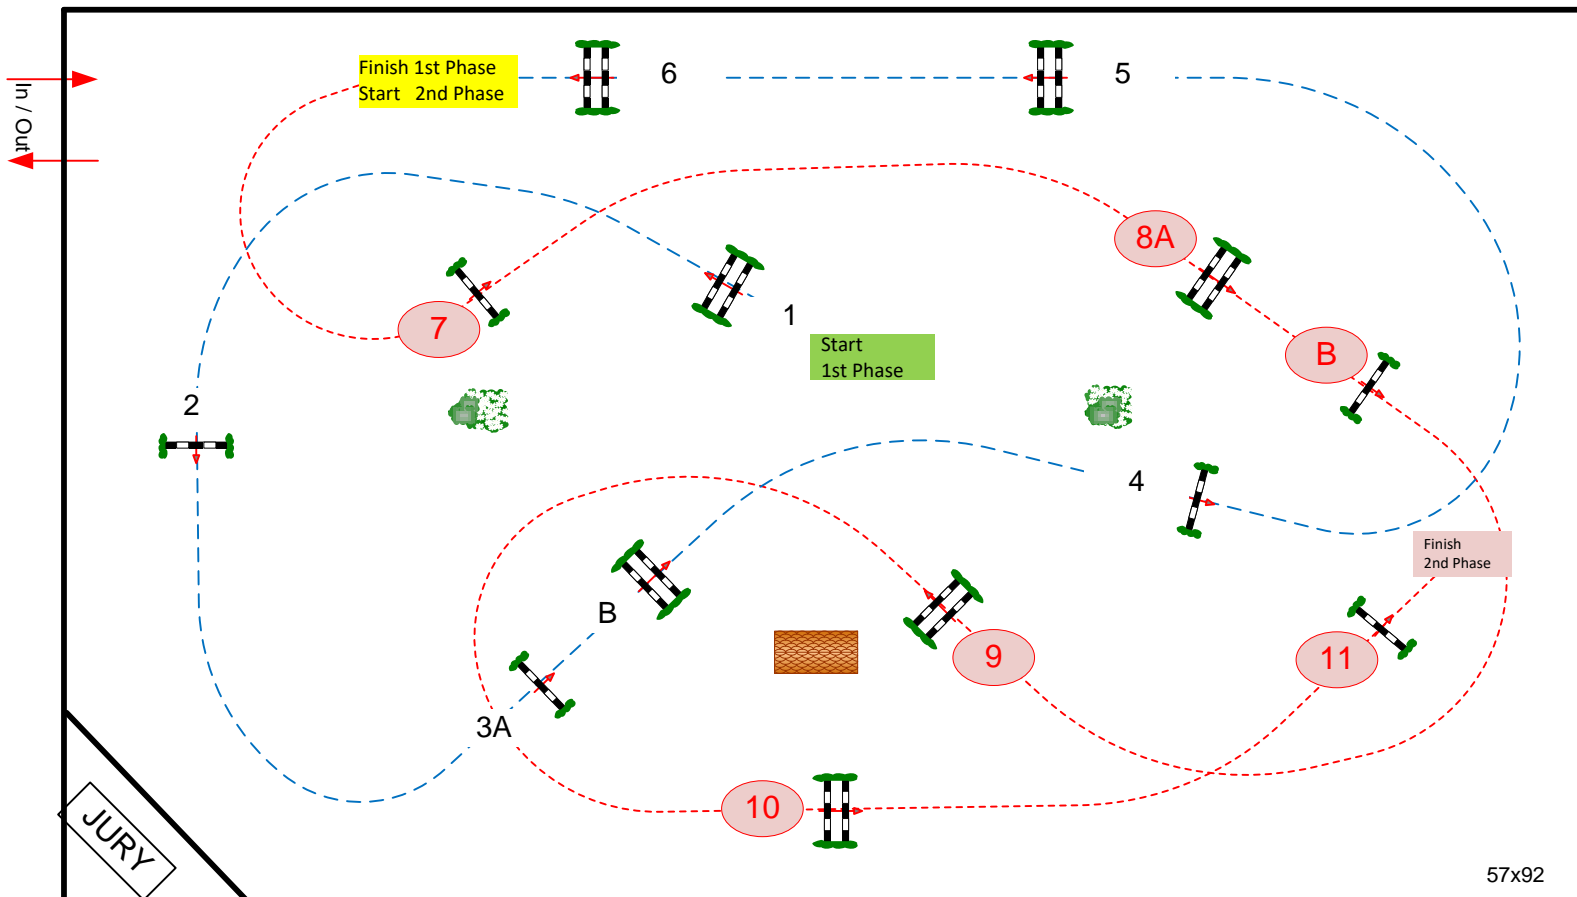 Finish 1st Phase
Start 2nd Phase
6
5
In / Out
8A
7
1
B
Start
1st Phase
2
4
Finish
2nd Phase
B
9
11
3A
10
JURY
57x92